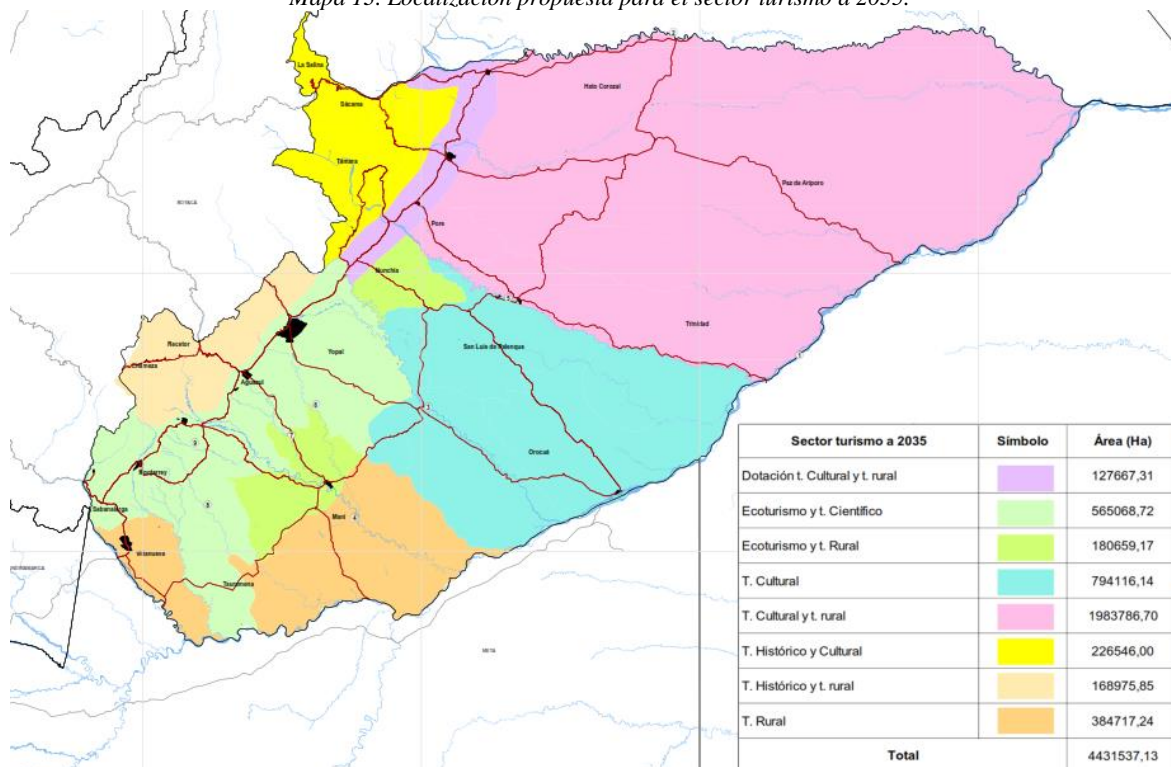 Mapa 15. Localización propuesta para el sector turismo a 2035.
La Salina
Sácama
Hato Corozal
Támara
Paz de Ariporo
BOYACA
Pore
Nunchía
Trinidad
Recetor
San Luis de Palenque
Yopal
Chámeza
Aguazul
Orocué
Monterrey
Sabanalarga
Maní
Villanueva
Tauramena
META
Sector turismo a 2035 Símbolo Área (Ha)
Dotación t. Cultural y t. rural 127667,31
Ecoturismo y t. Científico 565068,72
Ecoturismo y t. Rural 180659,17
T. Cultural 794116,14
T. Cultural y t. rural 1983786,70
T. Histórico y Cultural 226546,00
T. Histórico y t. rural 168975,85
T. Rural 384717,24
Total 4431537,13